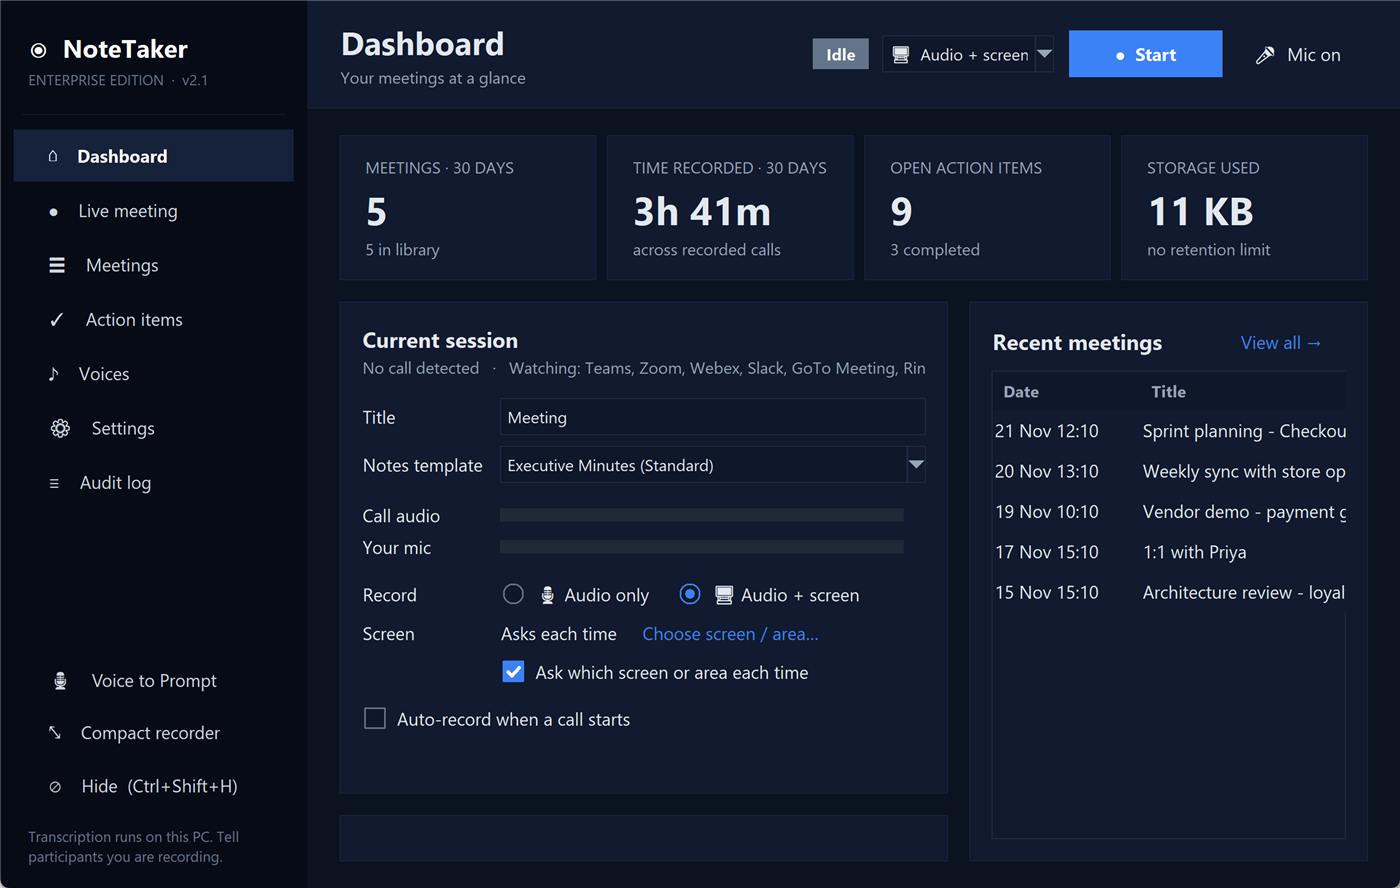 NoteTaker
ENTERPRISE EDITION · v2.1
Dashboard
Live meeting
Meetings
Action items
Voices
Settings
Audit log
Voice to Prompt
Compact recorder
Hide (Ctrl+Shift+H)
Transcription runs on this PC. Tell
participants you are recording.
Dashboard
Your meetings at a glance
Idle
Audio + screen
Start
Mic on
MEETINGS · 30 DAYS
5
5 in library
TIME RECORDED · 30 DAYS
3h 41m
across recorded calls
OPEN ACTION ITEMS
9
3 completed
STORAGE USED
11 KB
no retention limit
Current session
No call detected · Watching: Teams, Zoom, Webex, Slack, GoTo Meeting, Rin
Title Meeting
Notes template Executive Minutes (Standard)
Call audio
Your mic
Record Audio only Audio + screen
Screen Asks each time Choose screen / area...
Ask which screen or area each time
Auto-record when a call starts
Recent meetings View all →
Date Title
21 Nov 12:10 Sprint planning - Checkou
20 Nov 13:10 Weekly sync with store op
19 Nov 10:10 Vendor demo - payment g
17 Nov 15:10 1:1 with Priya
15 Nov 15:10 Architecture review - loyal